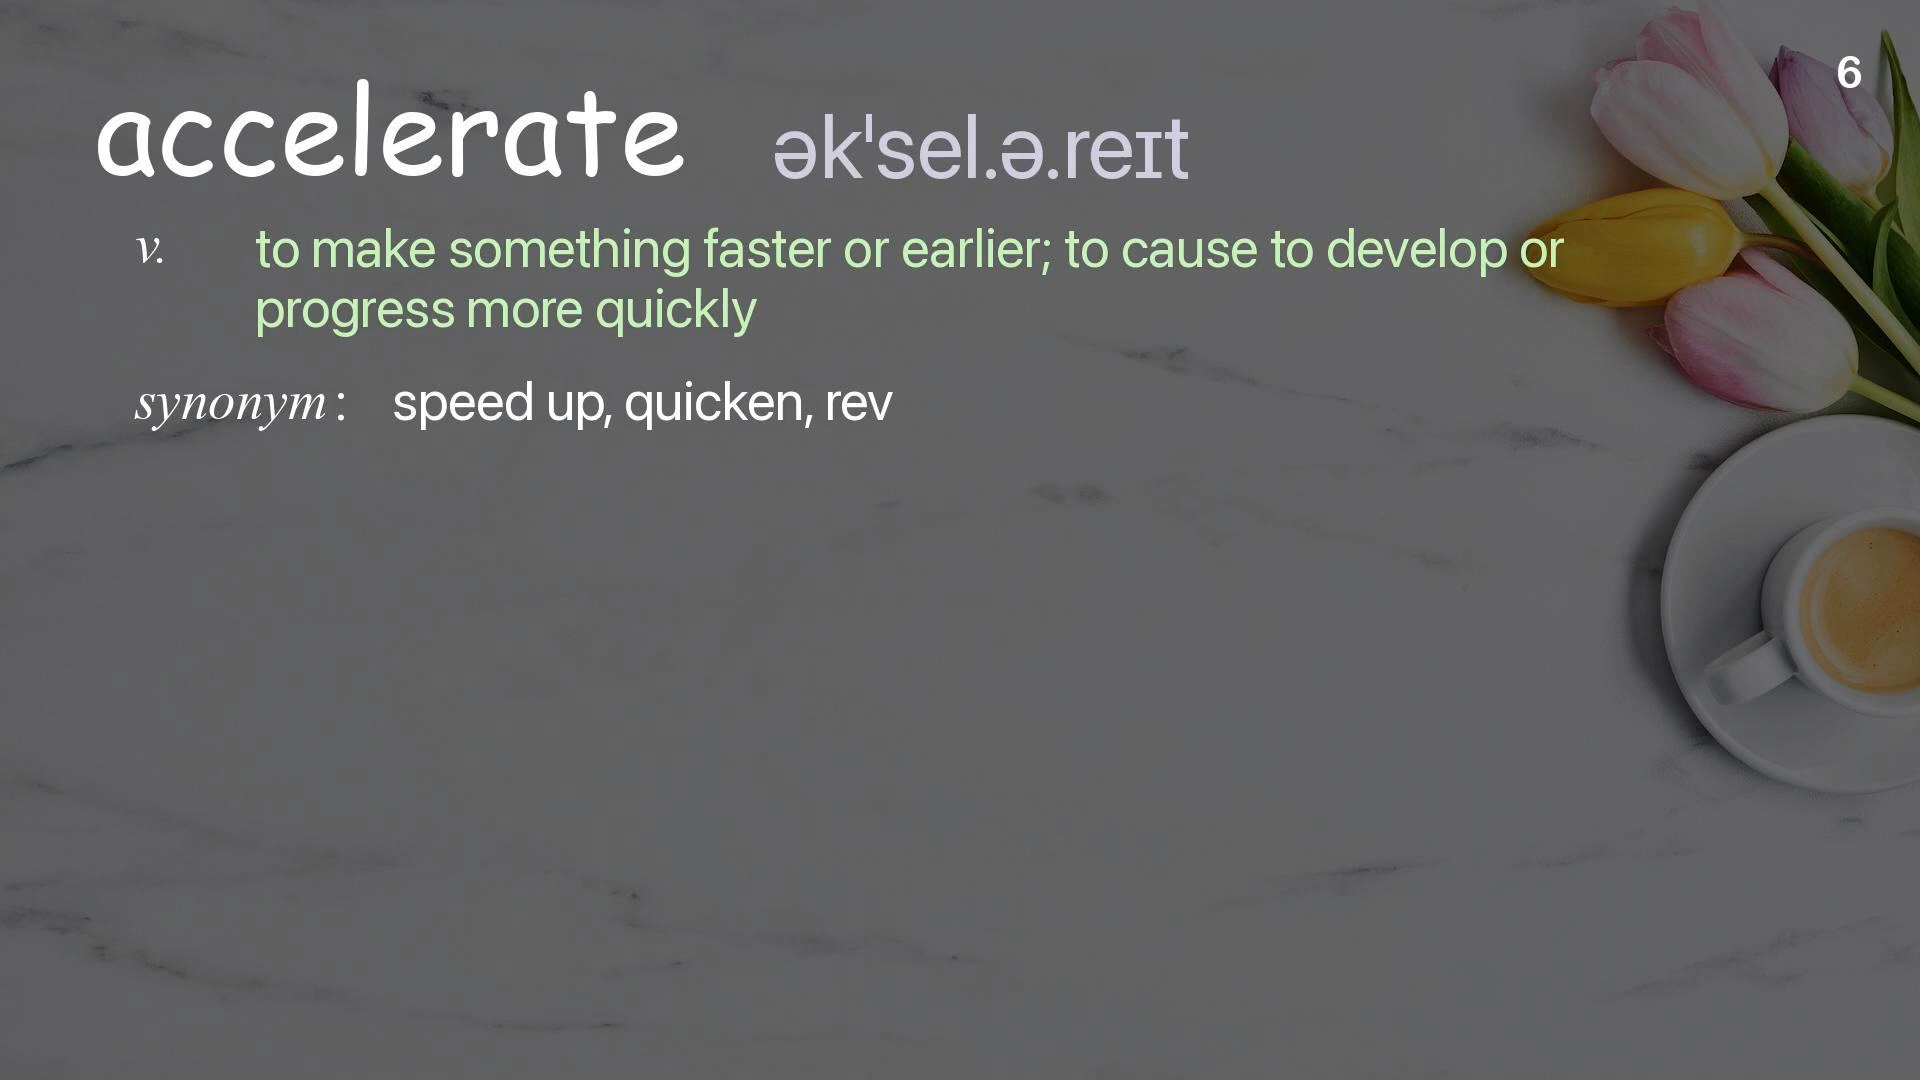 6
accelerate əkˈsel.ə.reɪt
v. to make something faster or earlier; to cause to develop or
progress more quickly
synonym : speed up, quicken, rev